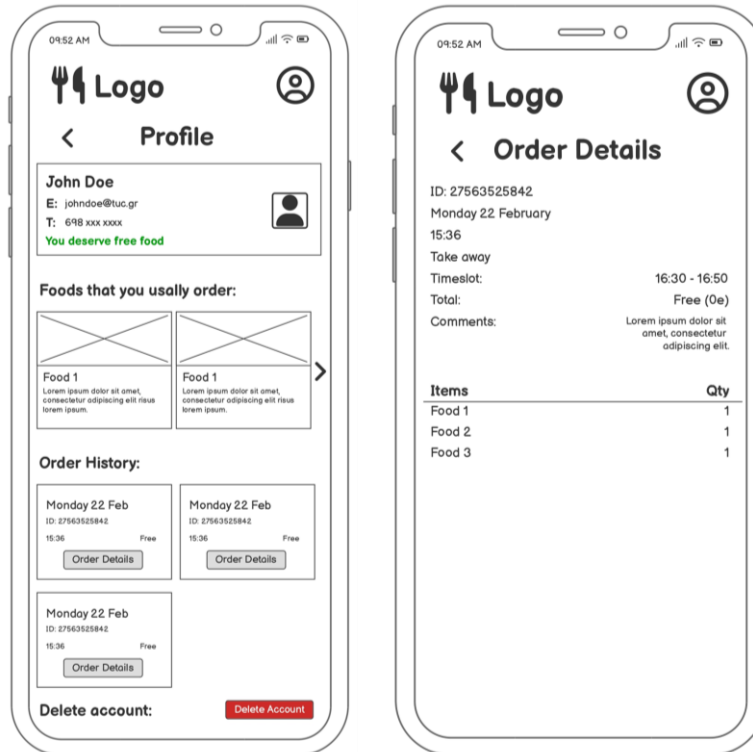 09:52 AM
Logo
Profile
John Doe
E: johndoe@tuc.gr
T: 698 xxx xxxx
You deserve free food
Foods that you usally order:
Food 1
Lorem ipsum dolor sit amet,
consectetur adipiscing elit risus
lorem ipsum.
Food 1
Lorem ipsum dolor sit amet,
consectetur adipiscing elit risus
lorem ipsum.
Order History:
Monday 22 Feb
ID: 27563525842
15:36 Free
Order Details
Monday 22 Feb
ID: 27563525842
15:36 Free
Order Details
Monday 22 Feb
ID: 27563525842
15:36 Free
Order Details
Delete account: Delete Account
09:52 AM
Logo
Order Details
ID: 27563525842
Monday 22 February
15:36
Take away
Timeslot: 16:30 - 16:50
Total: Free (0e)
Comments: Lorem ipsum dolor sit
amet, consectetur
adipiscing elit.
Items Qty
Food 1 1
Food 2 1
Food 3 1